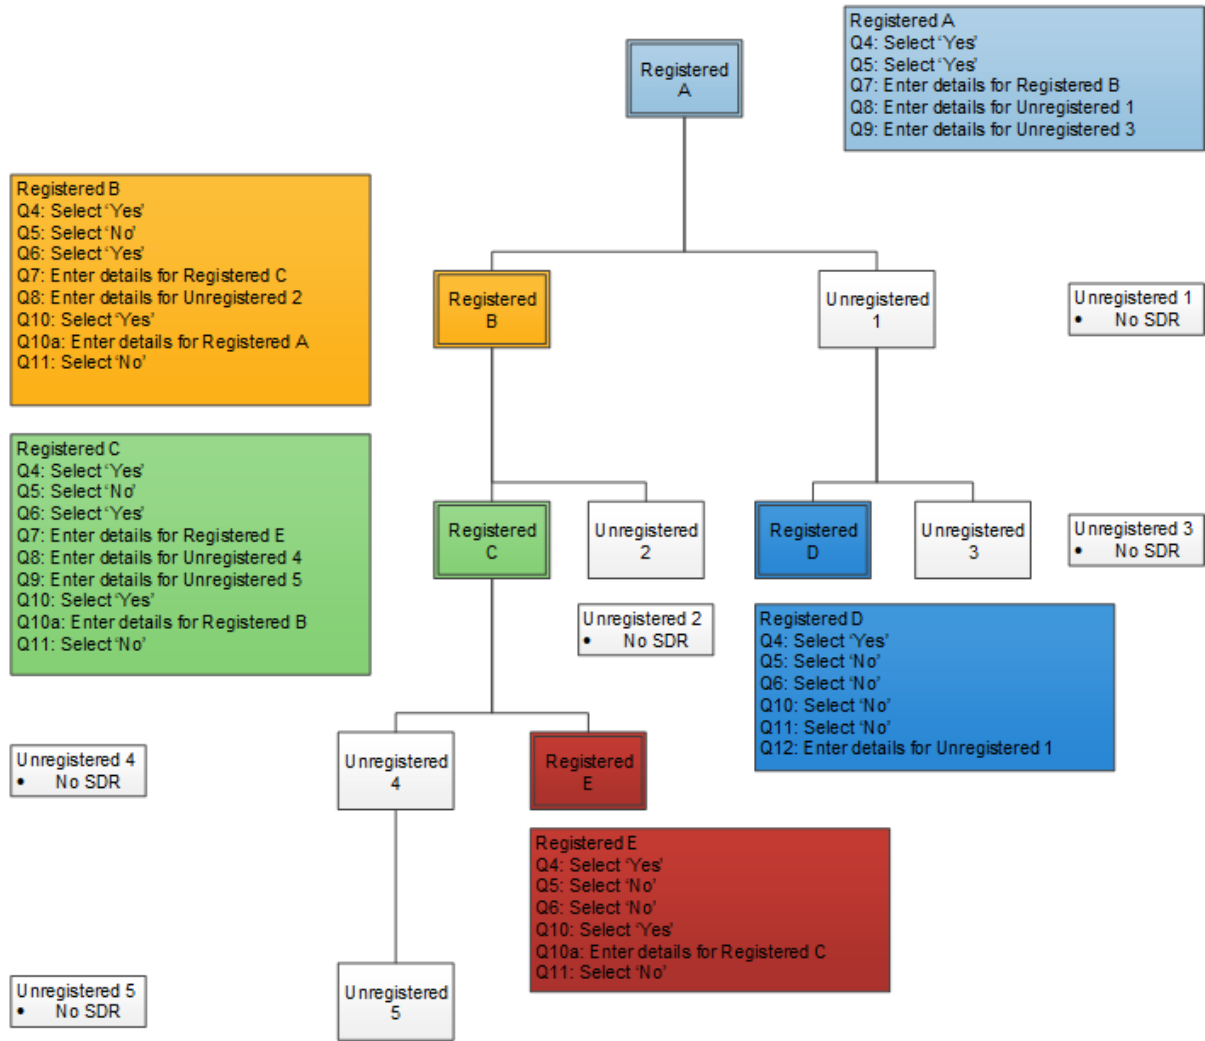 Registered
A
Registered A
Q4: Select ‘Yes’
Q5: Select ‘Yes’
Q7: Enter details for Registered B
Q8: Enter details for Unregistered 1
Q9: Enter details for Unregistered 3
Registered B
Q4: Select ‘Yes’
Q5: Select ‘No’
Q6: Select ‘Yes’
Q7: Enter details for Registered C
Q8: Enter details for Unregistered 2
Q10: Select ‘Yes’
Q10a: Enter details for Registered A
Q11: Select ‘No’
Registered
B
Unregistered
1
Unregistered 1
• No SDR
Registered C
Q4: Select ‘Yes’
Q5: Select ‘No’
Q6: Select ‘Yes’
Q7: Enter details for Registered E
Q8: Enter details for Unregistered 4
Q9: Enter details for Unregistered 5
Q10: Select ‘Yes’
Q10a: Enter details for Registered B
Q11: Select ‘No’
Registered
C
Unregistered
2
Registered
D
Unregistered
3
Unregistered 3
• No SDR
Unregistered 2
• No SDR
Registered D
Q4: Select ‘Yes’
Q5: Select ‘No’
Q6: Select ‘No’
Q10: Select ‘No’
Q11: Select ‘No’
Q12: Enter details for Unregistered 1
Unregistered 4
• No SDR
Unregistered
4
Registered
E
Registered E
Q4: Select ‘Yes’
Q5: Select ‘No’
Q6: Select ‘No’
Q10: Select ‘Yes’
Q10a: Enter details for Registered C
Q11: Select ‘No’
Unregistered 5
• No SDR
Unregistered
5